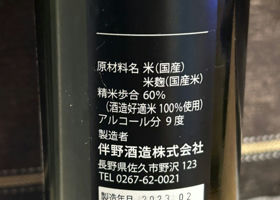 原材料名 米（国産）
米麹（国産米）
精米歩合 60%
（酒造好適米100%使用）
アルコール分 9度
製造者
伴野酒造株式会社
長野県佐久市野沢 123
TEL 0267-62-0021
製造年月 2023.02